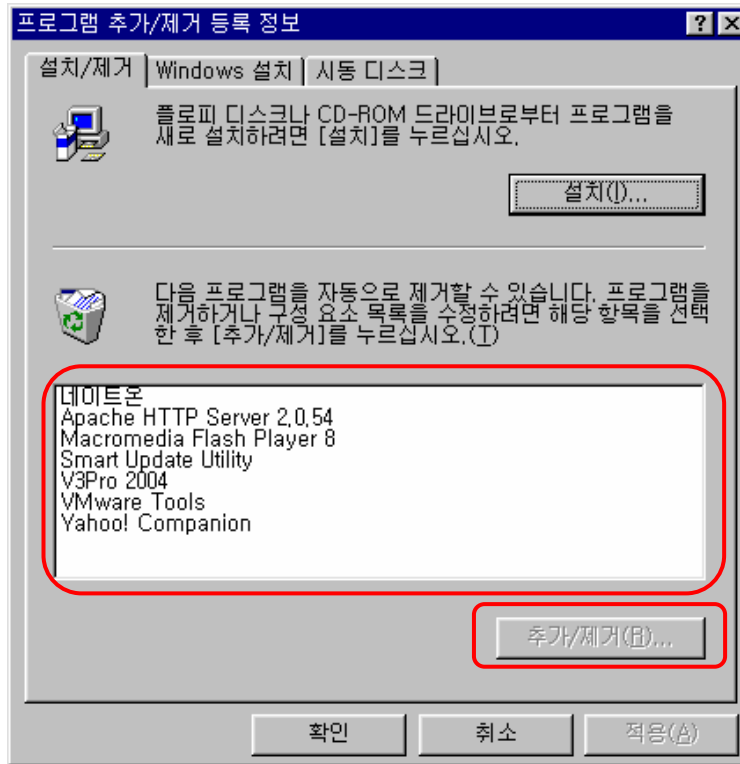 프로그램 추가/제거 등록 정보
설치/제거 Windows 설치 시동 디스크
플로피 디스크나 CD-ROM 드라이브로부터 프로그램을
새로 설치하려면 [설치]를 누르십시오.
설치(I)...
다음 프로그램을 자동으로 제거할 수 있습니다. 프로그램을
제거하거나 구성 요소 목록을 수정하려면 해당 항목을 선택
한 후 [추가/제거]를 누르십시오.(T)
네이트온
Apache HTTP Server 2.0.54
Macromedia Flash Player 8
Smart Update Utility
V3Pro 2004
VMware Tools
Yahoo! Companion
추가/제거(R)...
확인 취소 적용(A)